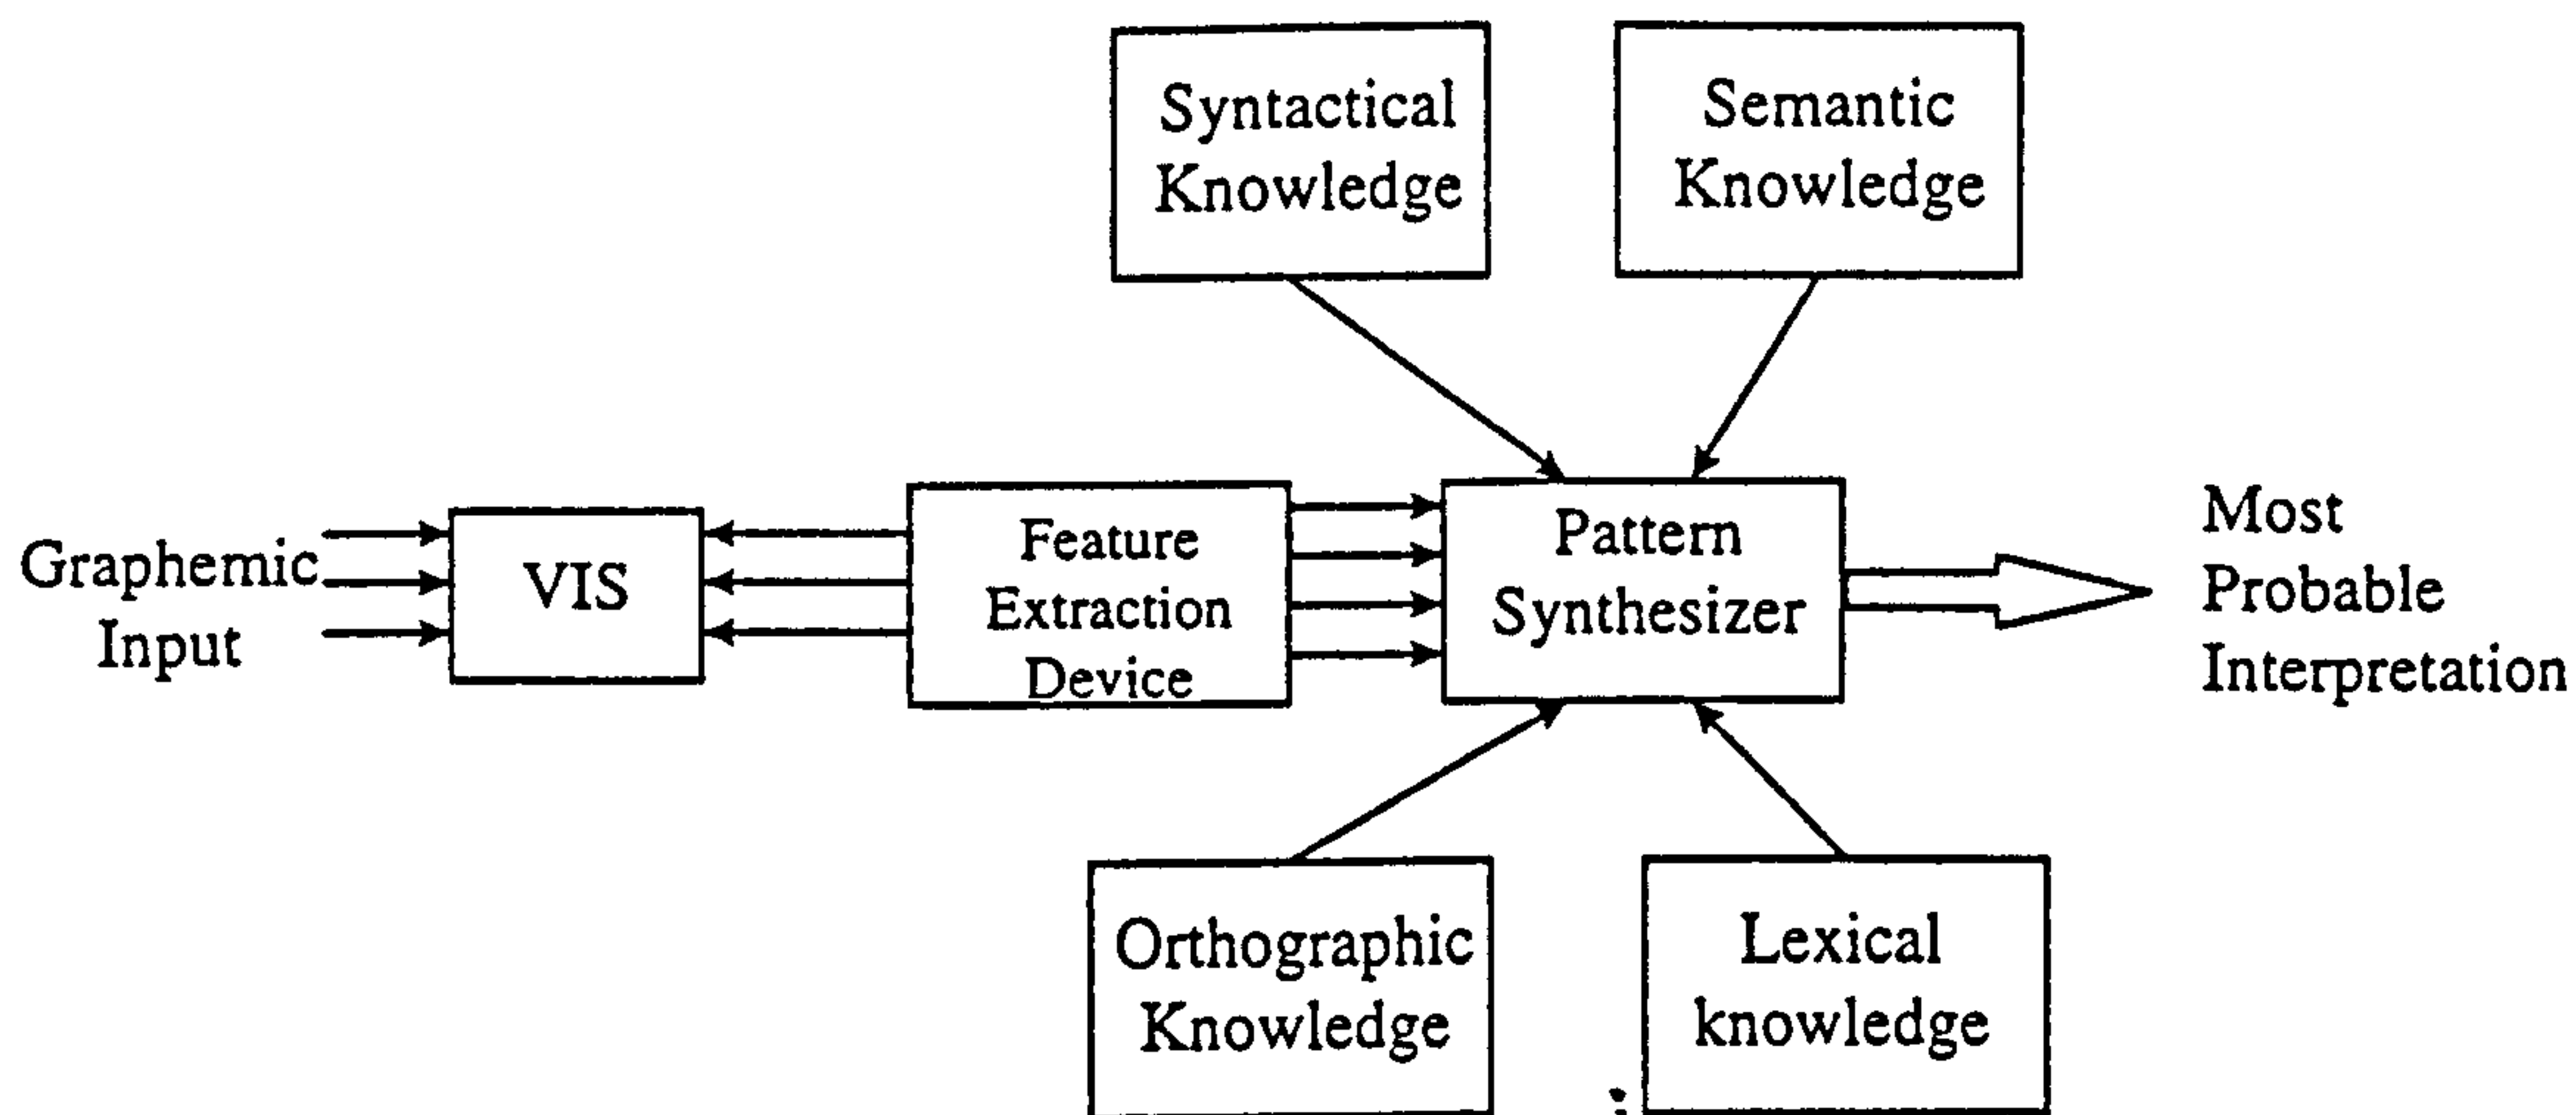 Syntactical
Knowledge
Semantic
Knowledge
Graphemic
Input
VIS
Feature
Extraction
Device
Pattern
Synthesizer
Most
Probable
Interpretation
Orthographic
Knowledge
Lexical
knowledge